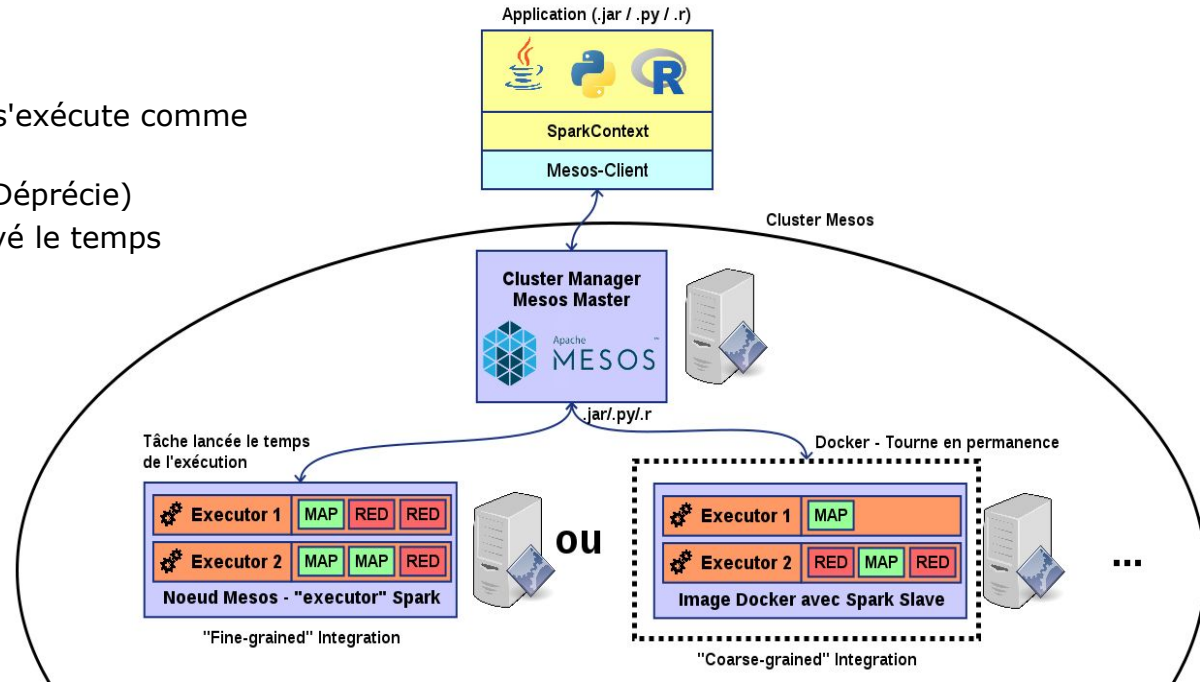 Application (.jar / .py / .r)
R
s'exécute comme
SparkContext
Mesos-Client
Déprécie)
vé le temps
Cluster Mesos
Cluster Manager
Mesos Master
Apache
MESOS
.jar/.py/.r
Tâche lancée le temps
de l'exécution
Docker - Tourne en permanence
Executor 1 MAP RED RED
Executor 2 MAP MAP RED
Noeud Mesos - "executor" Spark
"Fine-grained" Integration
ou
Executor 1 MAP
Executor 2 RED MAP RED
Image Docker avec Spark Slave
"Coarse-grained" Integration
...